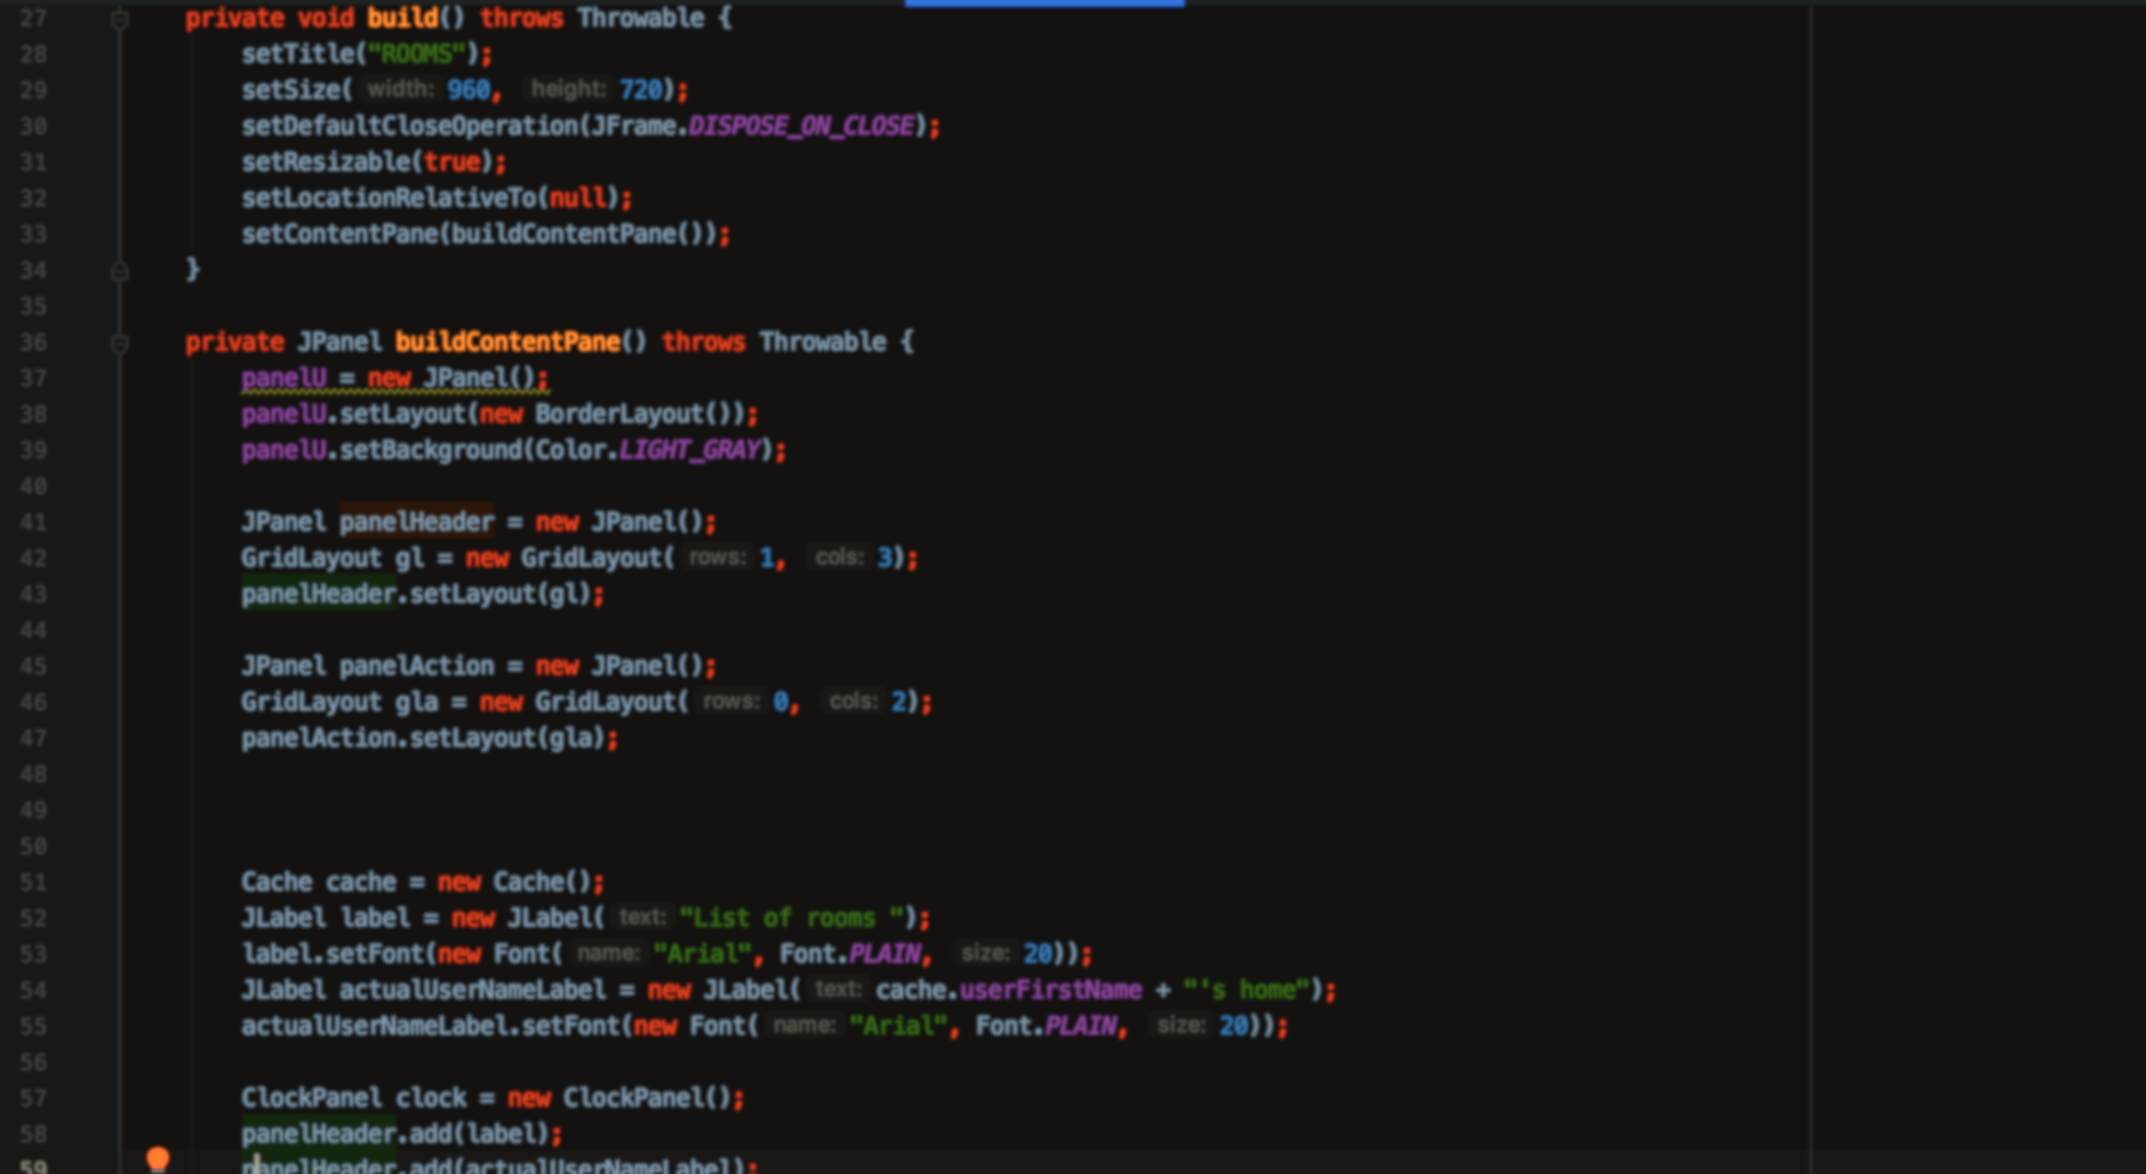 27 private void build() throws Throwable {
28 setTitle("ROOMS");
29 setSize( width: 960, height: 720);
30 setDefaultCloseOperation(JFrame.DISPOSE_ON_CLOSE);
31 setResizable(true);
32 setLocationRelativeTo(null);
33 setContentPane(buildContentPane());
34 }
35
36 private JPanel buildContentPane() throws Throwable {
37 panelU = new JPanel();
38 panelU.setLayout(new BorderLayout());
39 panelU.setBackground(Color.LIGHT_GRAY);
40
41 JPanel panelHeader = new JPanel();
42 GridLayout gl = new GridLayout( rows: 1, cols: 3);
43 panelHeader.setLayout(gl);
44
45 JPanel panelAction = new JPanel();
46 GridLayout gla = new GridLayout( rows: 0, cols: 2);
47 panelAction.setLayout(gla);
48
49
50
51 Cache cache = new Cache();
52 JLabel label = new JLabel( text: "List of rooms ");
53 label.setFont(new Font( name: "Arial", Font.PLAIN, size: 20));
54 JLabel actualUserNameLabel = new JLabel( text: cache.userFirstName + "'s home");
55 actualUserNameLabel.setFont(new Font( name: "Arial", Font.PLAIN, size: 20));
56
57 ClockPanel clock = new ClockPanel();
58 panelHeader.add(label);
59 panelHeader.add(actualUserNameLabel);